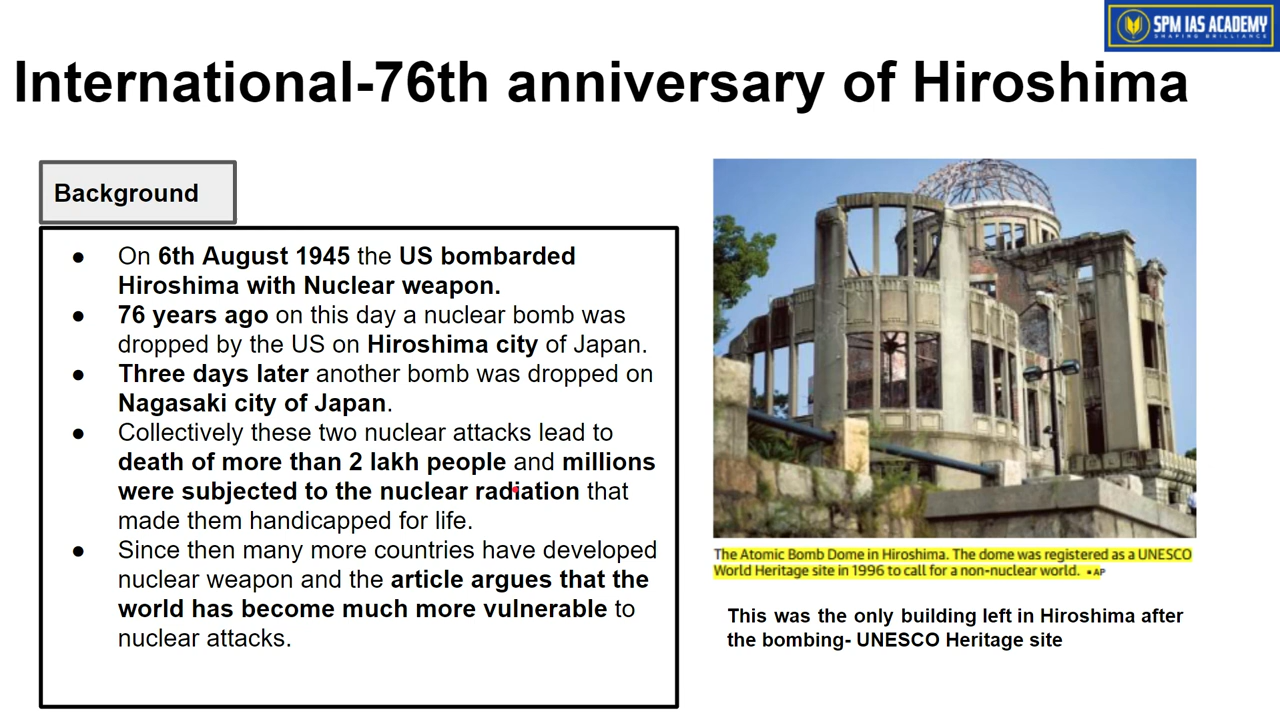 SPM IAS ACADEMY
SHAPING BRILLIANCE
International-76th anniversary of Hiroshima
Background
● On 6th August 1945 the US bombarded
Hiroshima with Nuclear weapon.
● 76 years ago on this day a nuclear bomb was
dropped by the US on Hiroshima city of Japan.
● Three days later another bomb was dropped on
Nagasaki city of Japan.
● Collectively these two nuclear attacks lead to
death of more than 2 lakh people and millions
were subjected to the nuclear radiation that
made them handicapped for life.
● Since then many more countries have developed
nuclear weapon and the article argues that the
world has become much more vulnerable to
nuclear attacks.
The Atomic Bomb Dome in Hiroshima. The dome was registered as a UNESCO
World Heritage site in 1996 to call for a non-nuclear world. ▪ AP
This was the only building left in Hiroshima after
the bombing- UNESCO Heritage site